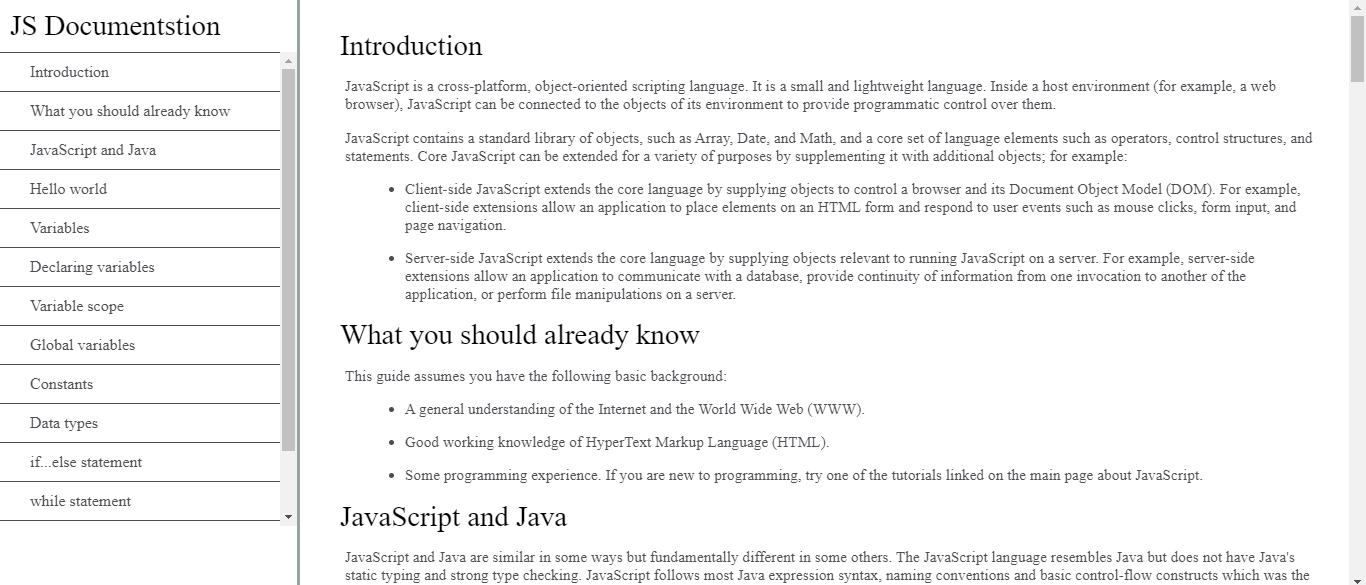 JS Documentstion
Introduction
What you should already know
JavaScript and Java
Hello world
Variables
Declaring variables
Variable scope
Global variables
Constants
Data types
if...else statement
while statement
Introduction
JavaScript is a cross-platform, object-oriented scripting language. It is a small and lightweight language. Inside a host environment (for example, a web
browser), JavaScript can be connected to the objects of its environment to provide programmatic control over them.
JavaScript contains a standard library of objects, such as Array, Date, and Math, and a core set of language elements such as operators, control structures, and
statements. Core JavaScript can be extended for a variety of purposes by supplementing it with additional objects; for example:
• Client-side JavaScript extends the core language by supplying objects to control a browser and its Document Object Model (DOM). For example,
client-side extensions allow an application to place elements on an HTML form and respond to user events such as mouse clicks, form input, and
page navigation.
• Server-side JavaScript extends the core language by supplying objects relevant to running JavaScript on a server. For example, server-side
extensions allow an application to communicate with a database, provide continuity of information from one invocation to another of the
application, or perform file manipulations on a server.
What you should already know
This guide assumes you have the following basic background:
• A general understanding of the Internet and the World Wide Web (WWW).
• Good working knowledge of HyperText Markup Language (HTML).
• Some programming experience. If you are new to programming, try one of the tutorials linked on the main page about JavaScript.
JavaScript and Java
JavaScript and Java are similar in some ways but fundamentally different in some others. The JavaScript language resembles Java but does not have Java's
static typing and strong type checking. JavaScript follows most Java expression syntax, naming conventions and basic control-flow constructs which was the